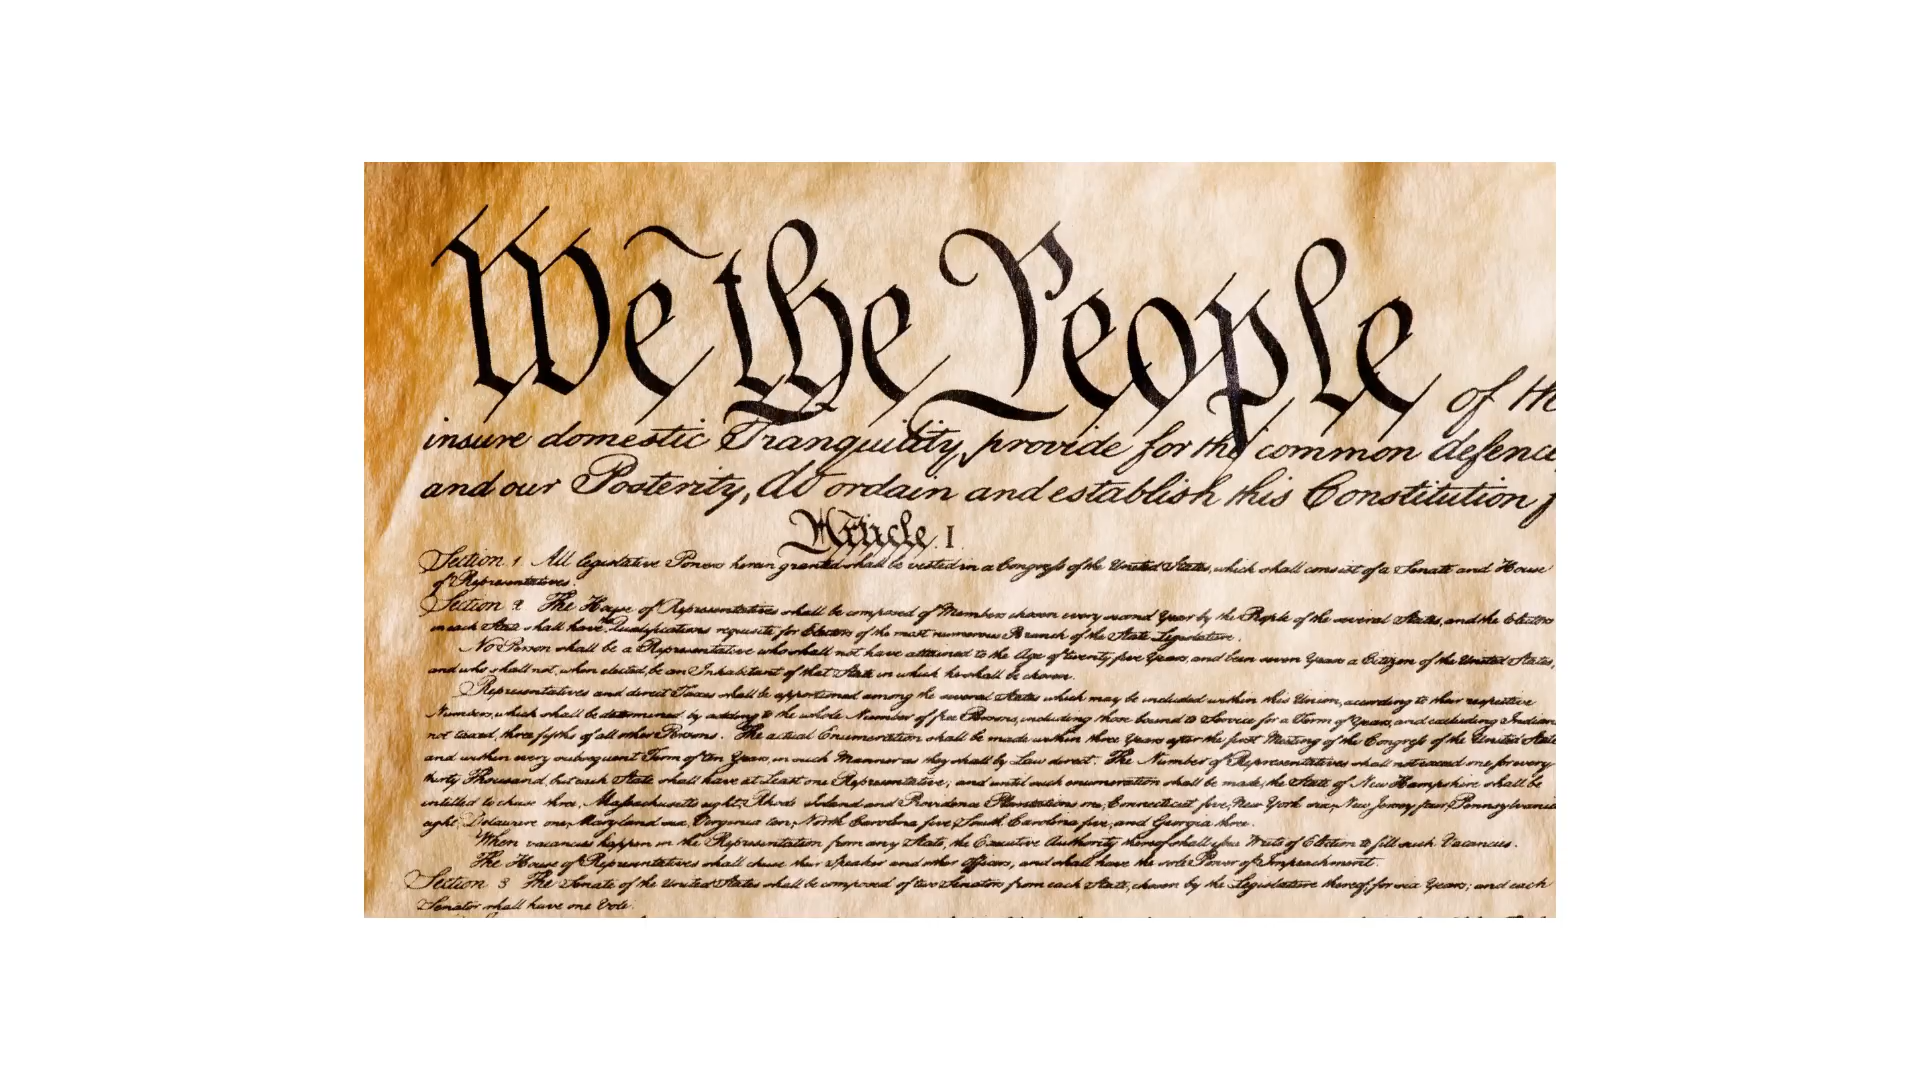 We the People of th
insure domestic Tranquility, provide for the common defence
and our Posterity, do ordain and establish this Constitution f
Article. I
Section 1 All legislative Powers herein granted shall be vested in a Congress of the United States, which shall consist of a Senate and House
of Representatives.
Section 2 The House of Representatives shall be composed of Members chosen every second Year by the People of the several States, and the Electors
in each State shall have the Qualifications requisite for Electors of the most numerous Branch of the State Legislature.
No Person shall be a Representative who shall not have attained to the Age of twenty five Years, and been seven Years a Citizen of the United States,
and who shall not, when elected, be an Inhabitant of that State in which he shall be chosen.
Representatives and direct Taxes shall be apportioned among the several States which may be included within this Union, according to their respective
Numbers, which shall be determined by adding to the whole Number of free Persons, including those bound to Service for a Term of Years, and excluding Indians
not taxed, three fifths of all other Persons. The actual Enumeration shall be made within three Years after the first Meeting of the Congress of the United State
and within every subsequent Term of ten Years, in such Manner as they shall by Law direct. The Number of Representatives shall not exceed one for every
thirty Thousand, but each State shall have at Least one Representative; and until such enumeration shall be made, the State of New Hampshire shall be
entitled to chuse three, Massachusetts eight, Rhode Island and Providence Plantations one, Connecticut five, New York six, New Jersey four, Pennsylvania
eight, Delaware one, Maryland six, Virginia ten, North Carolina five, South Carolina five, and Georgia three.
When vacancies happen in the Representation from any State, the Executive Authority thereof shall issue Writs of Election to fill such Vacancies.
The House of Representatives shall chuse their Speaker and other Officers; and shall have the sole Power of Impeachment.
Section 3 The Senate of the United States shall be composed of two Senators from each State, chosen by the Legislature thereof, for six Years; and each
Senator shall have one Vote.